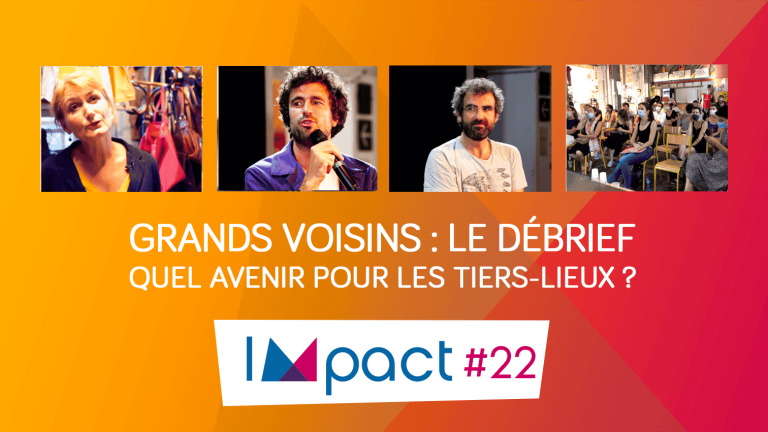 GRANDS VOISINS : LE DÉBRIEF
QUEL AVENIR POUR LES TIERS-LIEUX ?
IMpact #22